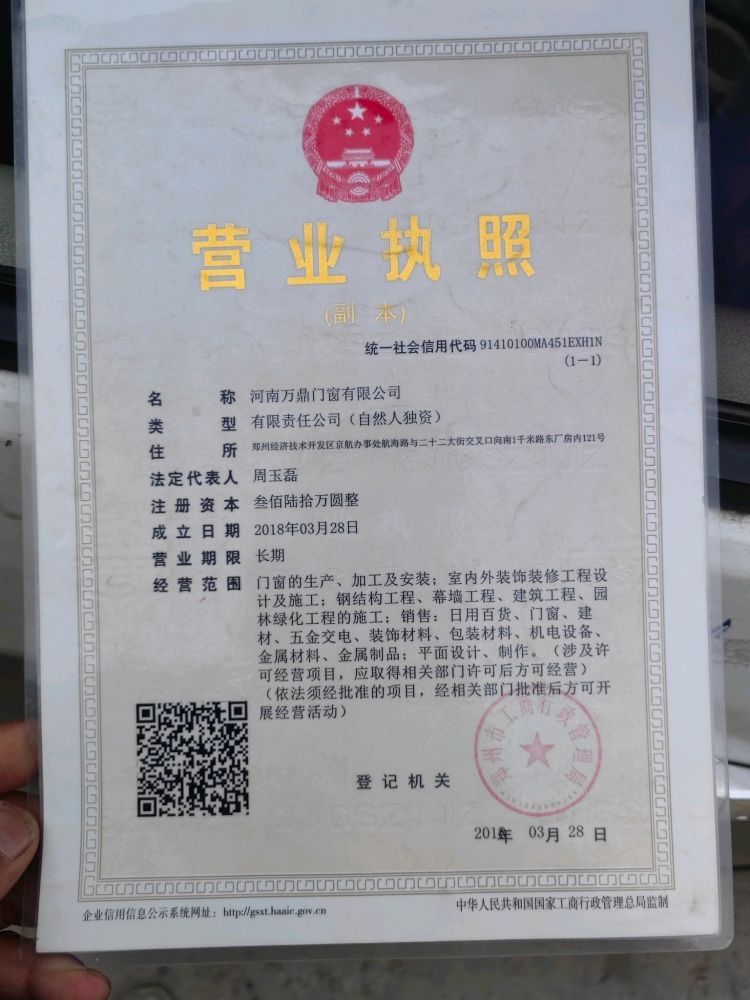 营业执照
(副 本)
统一社会信用代码 91410100MA451EXH1N
(1—1)
名 称 河南万鼎门窗有限公司
类 型 有限责任公司（自然人独资）
住 所 郑州经济技术开发区京航办事处航海路与二十二大街交叉口向南1千米路东厂房内121号
法定代表人 周玉磊
注册资本 叁佰陆拾万圆整
成立日期 2018年03月28日
营业期限 长期
经营范围 门窗的生产、加工及安装；室内外装饰装修工程设
计及施工；钢结构工程、幕墙工程、建筑工程、园
林绿化工程的施工；销售：日用百货、门窗、建
材、五金交电、装饰材料、包装材料、机电设备、
金属材料、金属制品；平面设计、制作。（涉及许
可经营项目，应取得相关部门许可后方可经营）
（依法须经批准的项目，经相关部门批准后方可开
展经营活动）
郑州市工商行政管理局
登记机关
2018年 03月 28日
企业信用信息公示系统网址：http://gsxt.haaic.gov.cn
中华人民共和国国家工商行政管理总局监制